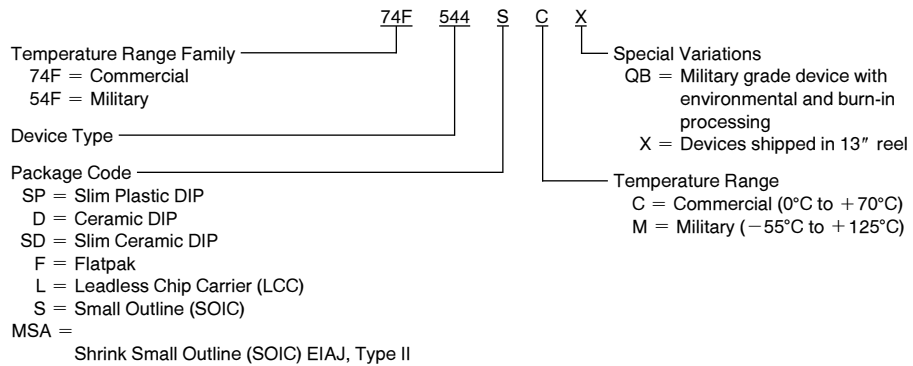 74F 544 S C X
Temperature Range Family
74F = Commercial
54F = Military
Device Type
Package Code
SP = Slim Plastic DIP
D = Ceramic DIP
SD = Slim Ceramic DIP
F = Flatpak
L = Leadless Chip Carrier (LCC)
S = Small Outline (SOIC)
MSA =
Shrink Small Outline (SOIC) EIAJ, Type II
Special Variations
QB = Military grade device with
environmental and burn-in
processing
X = Devices shipped in 13″ reel
Temperature Range
C = Commercial (0°C to +70°C)
M = Military (−55°C to +125°C)